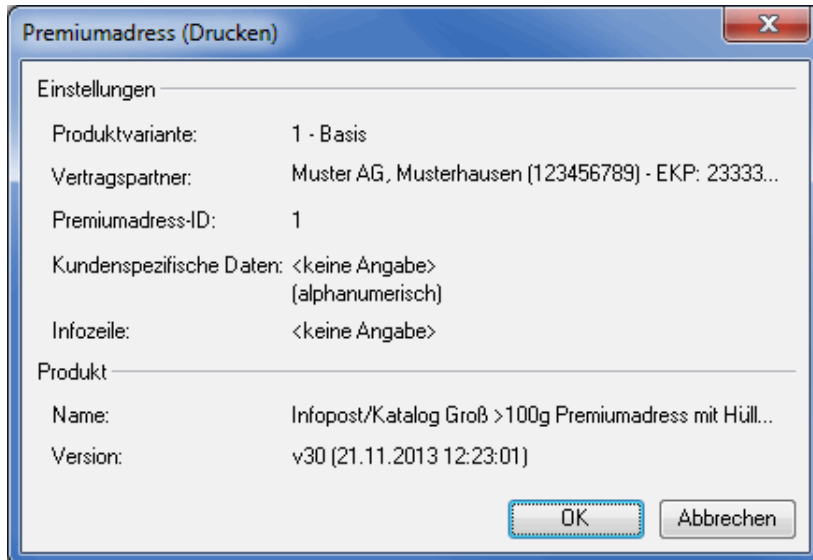 Premiumadress (Drucken)
Einstellungen
Produktvariante: 1 - Basis
Vertragspartner: Muster AG, Musterhausen (123456789) - EKP: 23333...
Premiumadress-ID: 1
Kundenspezifische Daten: <keine Angabe>
(alphanumerisch)
Infozeile: <keine Angabe>
Produkt
Name: Infopost/Katalog Groß >100g Premiumadress mit Hüll...
Version: v30 (21.11.2013 12:23:01)
OK Abbrechen